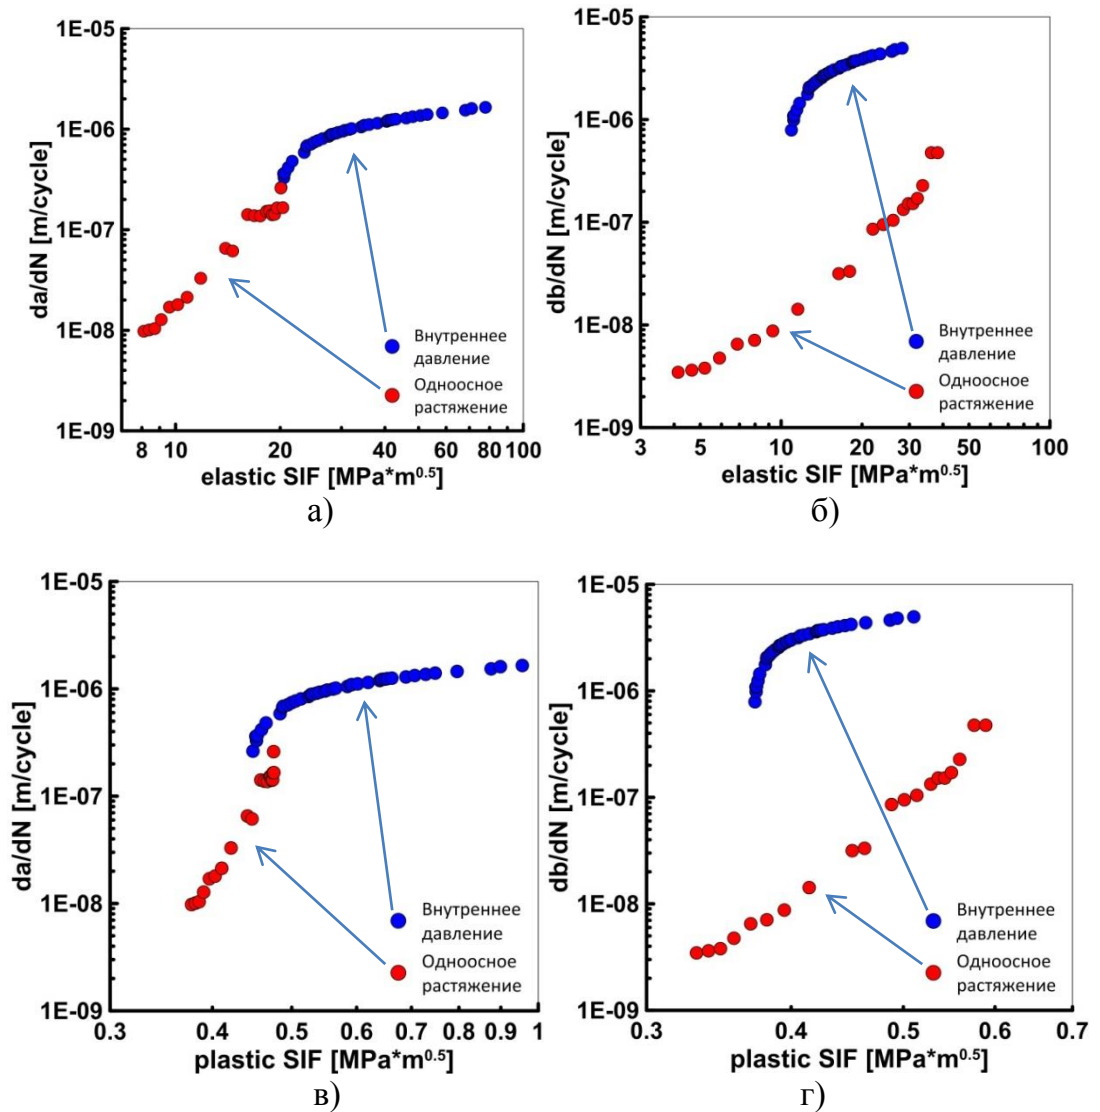 1E-05
1E-06
1E-07
1E-08
1E-09
da/dN [m/cycle]
Внутреннее
давление
Одноосное
растяжение
8 10 20 40 60 80 100
elastic SIF [MPa*m0.5]
а)
1E-05
1E-06
1E-07
1E-08
1E-09
db/dN [m/cycle]
Внутреннее
давление
Одноосное
растяжение
3 5 10 20 30 50 100
elastic SIF [MPa*m0.5]
б)
1E-05
1E-06
1E-07
1E-08
1E-09
da/dN [m/cycle]
Внутреннее
давление
Одноосное
растяжение
0.3 0.4 0.5 0.6 0.7 0.8 0.9 1
plastic SIF [MPa*m0.5]
в)
1E-05
1E-06
1E-07
1E-08
1E-09
db/dN [m/cycle]
Внутреннее
давление
Одноосное
растяжение
0.3 0.4 0.5 0.6 0.7
plastic SIF [MPa*m0.5]
г)